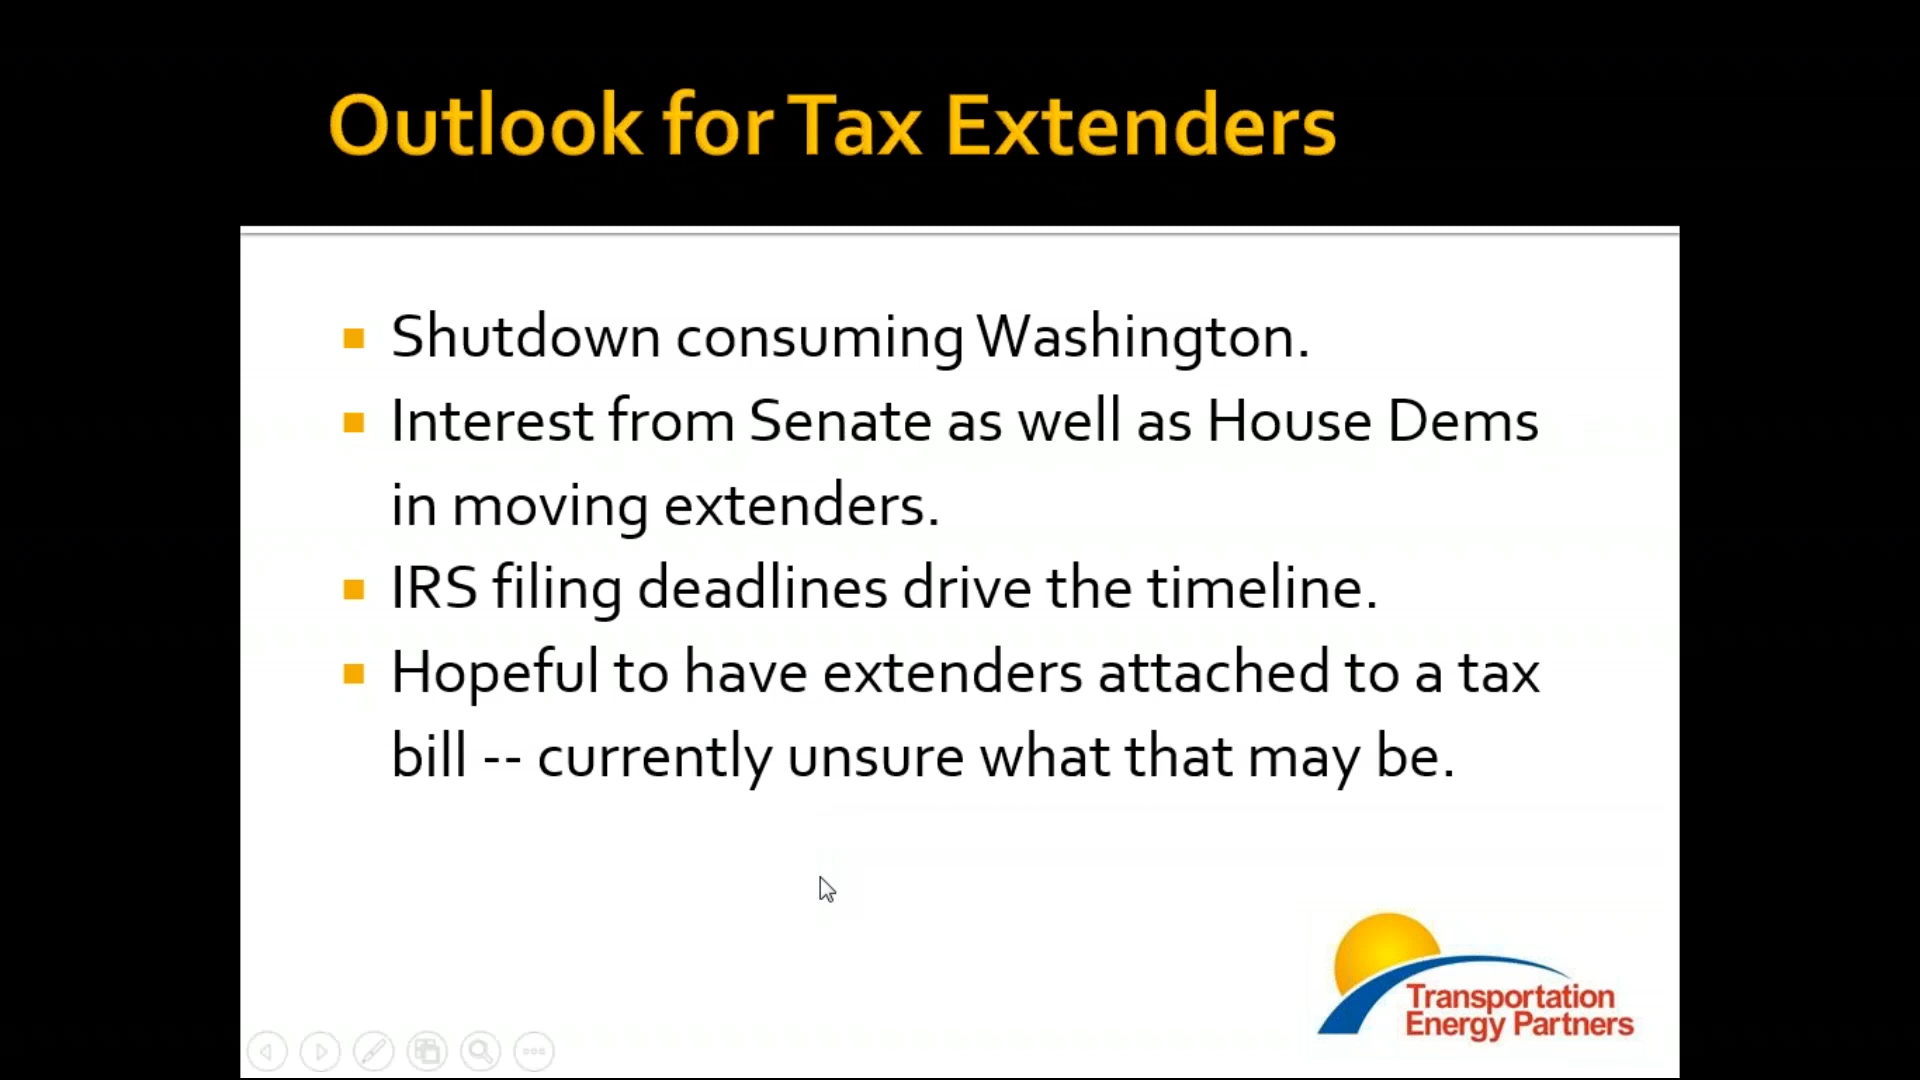 Outlook for Tax Extenders
Shutdown consuming Washington.
Interest from Senate as well as House Dems
in moving extenders.
IRS filing deadlines drive the timeline.
Hopeful to have extenders attached to a tax
bill -- currently unsure what that may be.
Transportation
Energy Partners